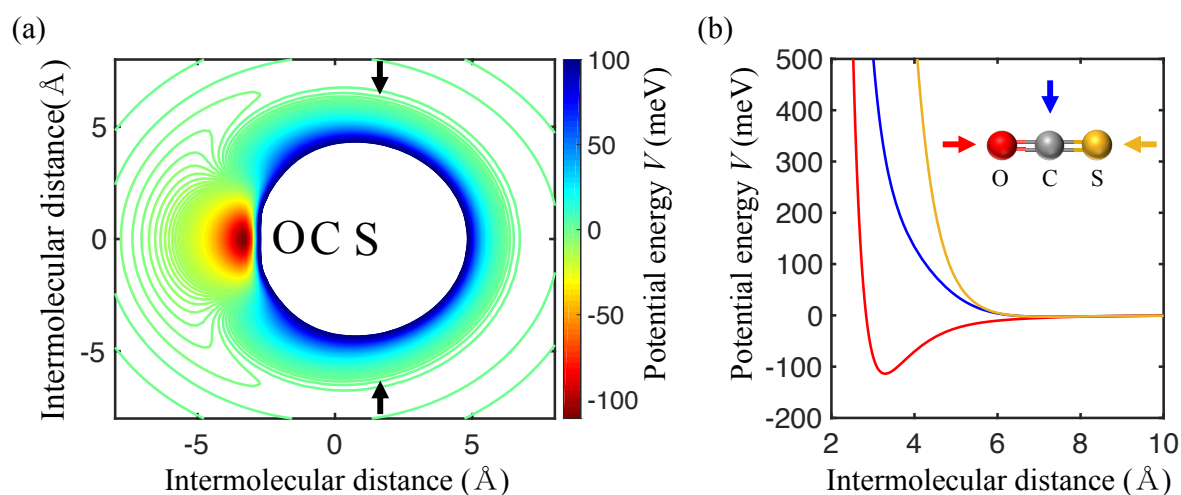 (a)
Intermolecular distance(Å)
5
0
-5
OC S
-5
0
5
Intermolecular distance (Å)
100
50
0
-50
-100
Potential energy V (meV)
(b)
Potential energy V (meV)
500
400
300
200
100
0
-100
-200
O C S
2 4 6 8 10
Intermolecular distance (Å)